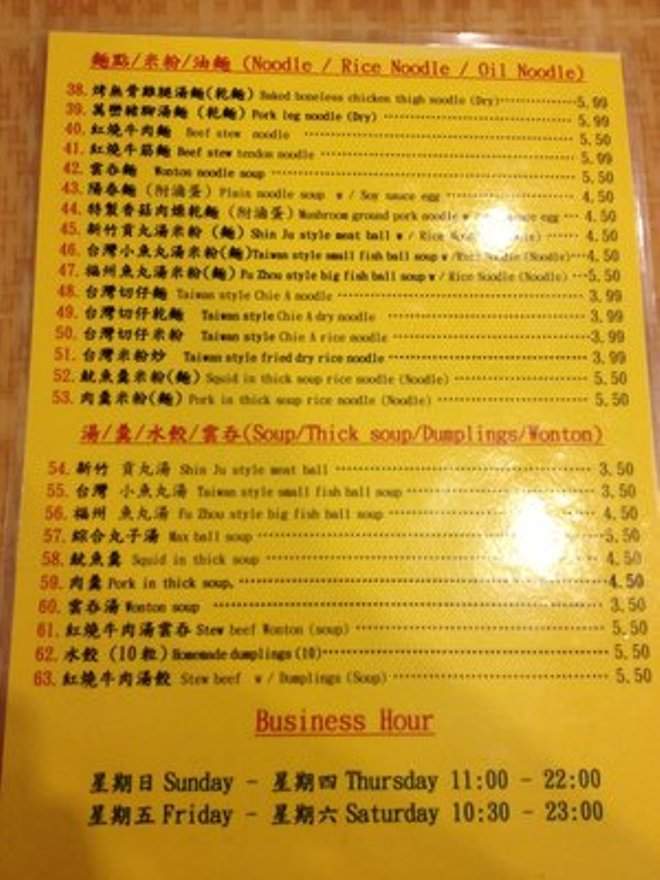 麵點/米粉/油麵 (Noodle / Rice Noodle / Oil Noodle)
38. 烤無骨雞腿湯麵(乾麵) Baked boneless chicken thigh noodle (Dry) 5.99
39. 萬巒豬腳湯麵 (乾麵) Pork leg noodle (Dry) 5.99
40. 紅燒牛肉麵 Beef stew noodle 5.50
41. 紅燒牛筋麵 Beef stew tendon noodle 5.99
42. 雲吞麵 Wonton noodle soup 5.50
43. 陽春麵 (附滷蛋) Plain noodle soup w / Soy sauce egg 4.50
44. 特製香菇肉燥乾麵 (附滷蛋) Mushroom ground pork noodle w / sauce egg 4.50
45. 新竹貢丸湯米粉 (麵) Shin Ju style meat ball w / Rice 4.50
46. 台灣小魚丸湯米粉(麵)Taiwan style small fish ball soup w/Rice Noodle (Noodle) 4.50
47. 福州魚丸湯米粉(麵) Fu Zhou style big fish ball soup w / Rice Noodle (Noodle) 5.50
48. 台灣切仔麵 Taiwan style Chie A noodle 3.99
49. 台灣切仔乾麵 Taiwan style Chie A dry noodle 3.99
50. 台灣切仔米粉 Taiwan style Chie A rice noodle 3.99
51. 台灣米粉炒 Taiwan style fried dry rice noodle 3.99
52. 魷魚羹米粉(麵) Squid in thick soup rice noodle (Noodle) 5.50
53. 肉羹米粉(麵) Pork in thick soup rice noodle (Noodle) 5.50
湯/羹/水餃/雲吞(Soup/Thick soup/Dumplings/Wonton)
54. 新竹 貢丸湯 Shin Ju style meat ball 3.50
55. 台灣 小魚丸湯 Taiwan style small fish ball soup 3.50
56. 福州 魚丸湯 Fu Zhou style big fish ball soup 4.50
57. 綜合丸子湯 Max ball soup 5.50
58. 魷魚羹 Squid in thick soup 4.50
59. 肉羹 Pork in thick soup. 4.50
60. 雲吞湯 Wonton soup 3.50
61. 紅燒牛肉湯雲吞 Stew beef Wonton (soup) 5.50
62. 水餃 (10 粒) Homemade dumplings (10) 5.50
63. 紅燒牛肉湯餃 Stew beef w / Dumplings (Soup) 5.50
Business Hour
星期日 Sunday - 星期四 Thursday 11:00 - 22:00
星期五 Friday - 星期六 Saturday 10:30 - 23:00